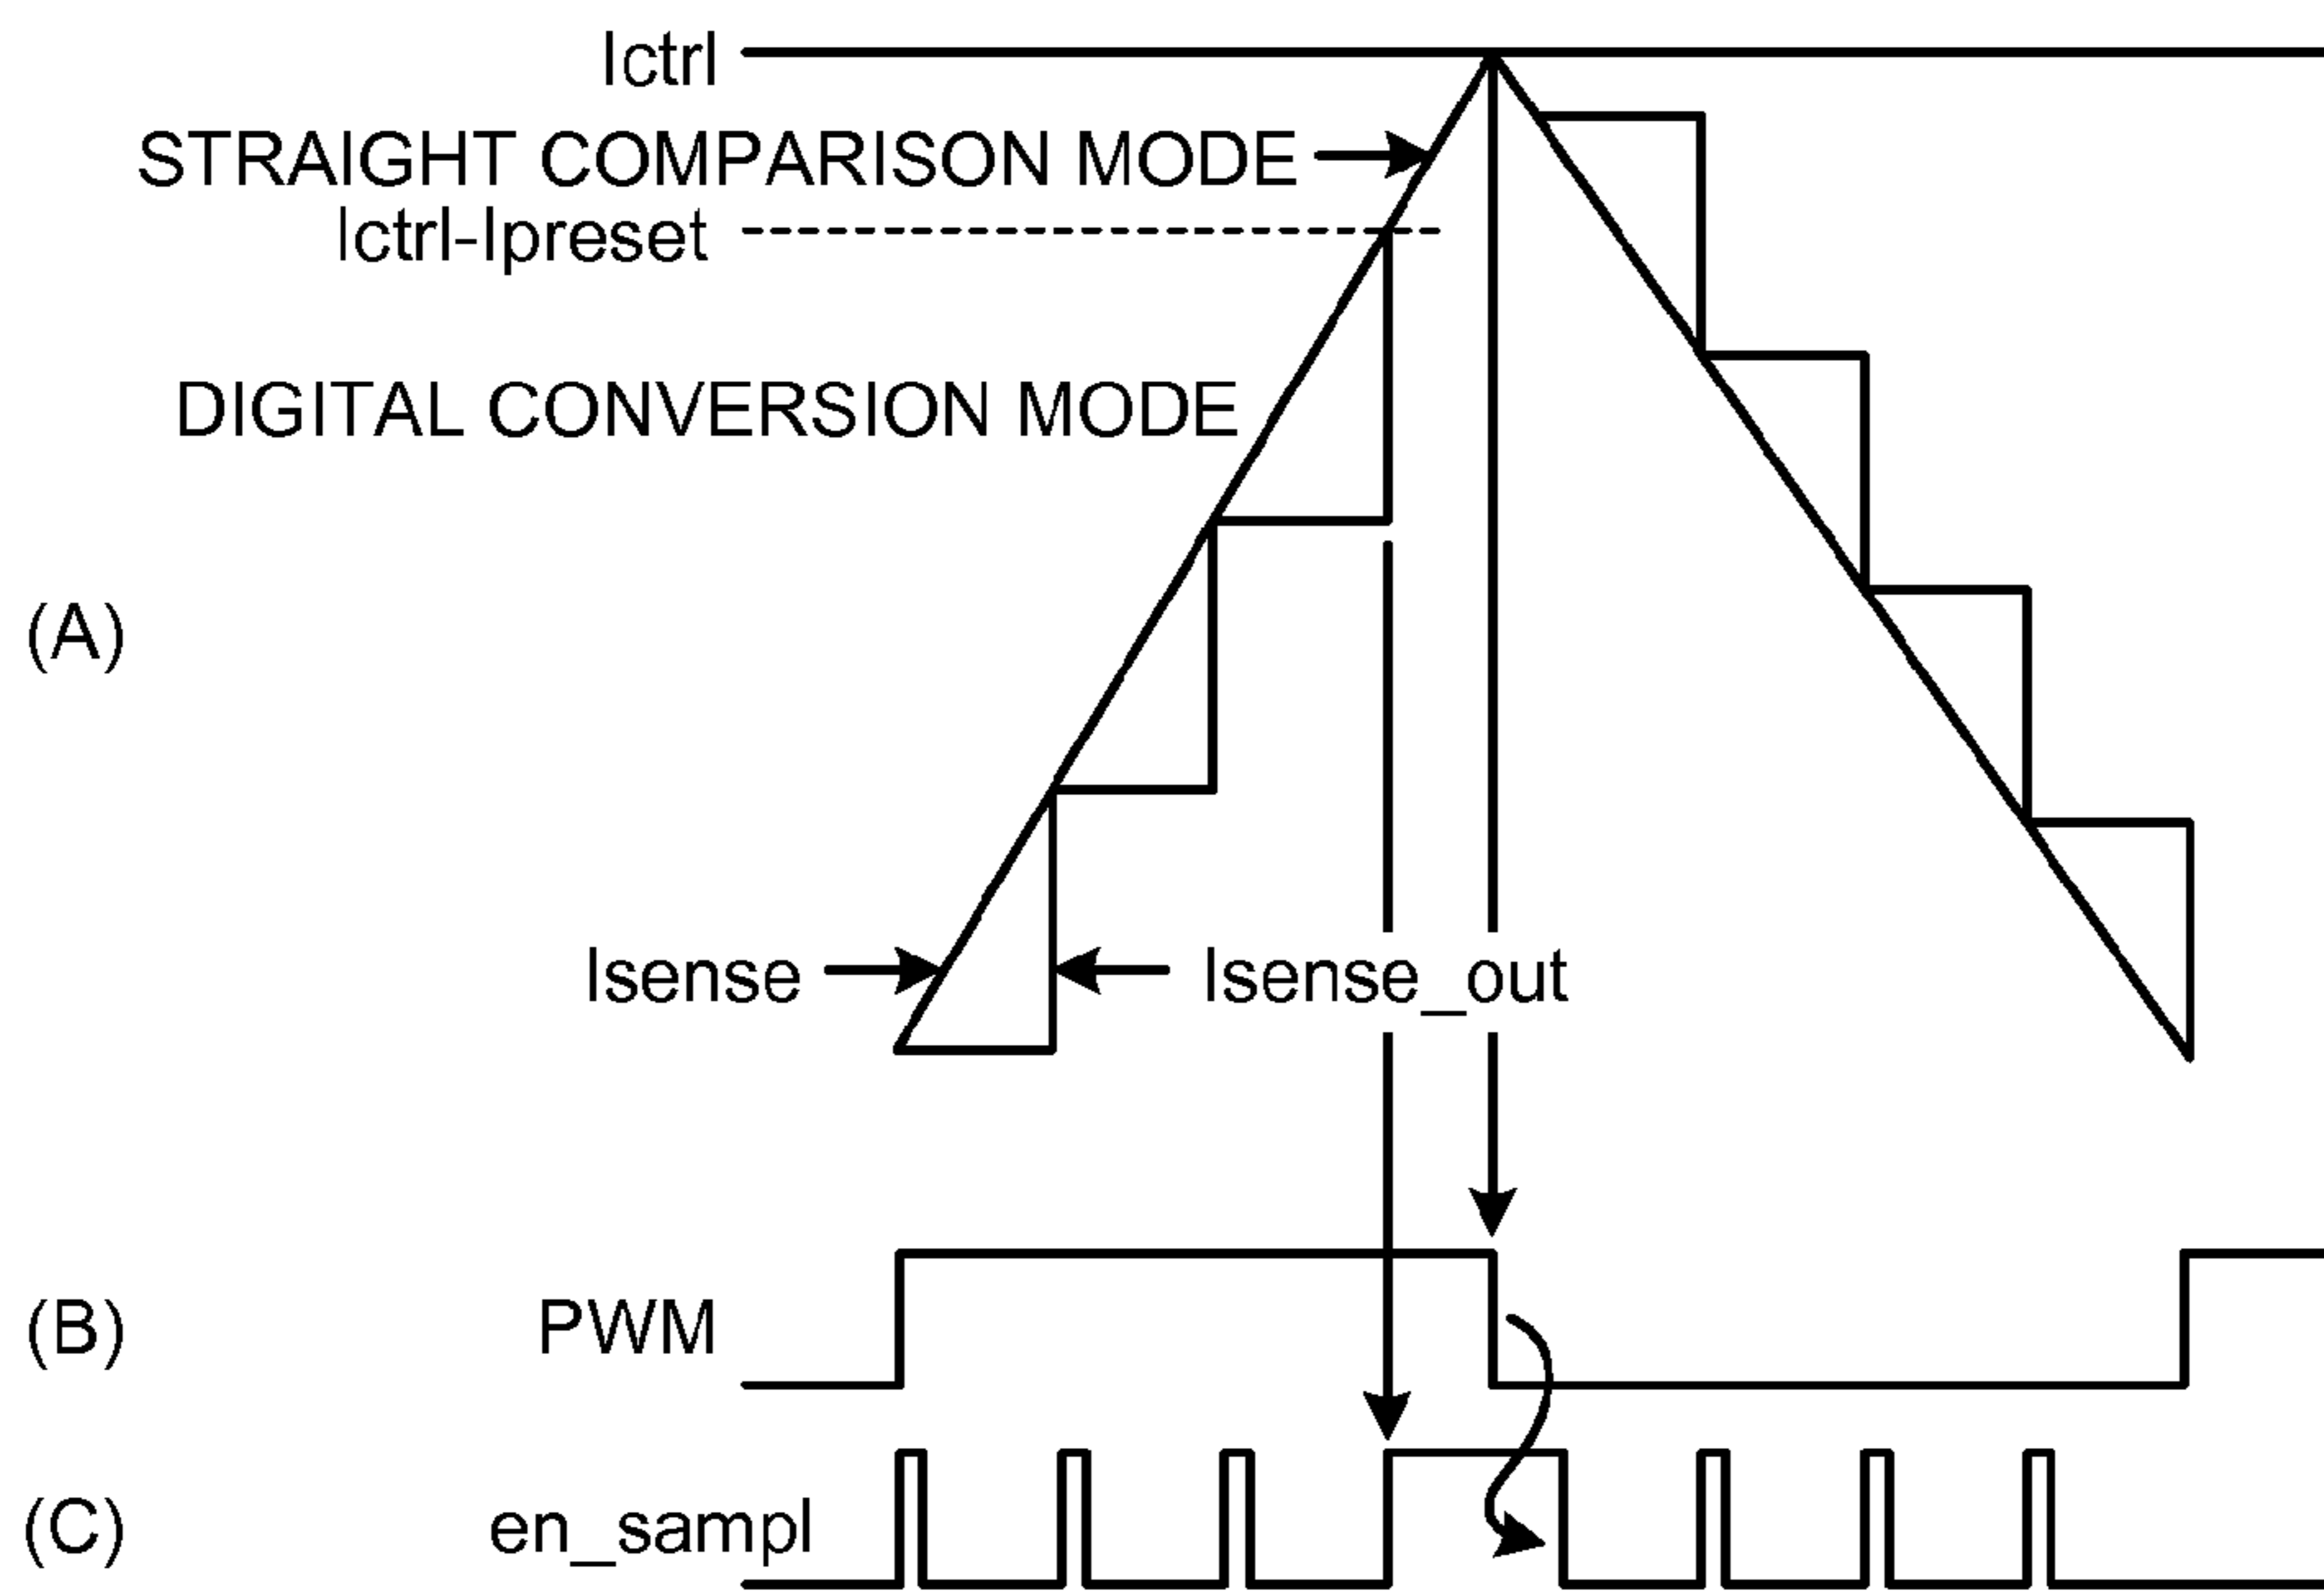 Ictrl
STRAIGHT COMPARISON MODE
Ictrl-Ipreset
DIGITAL CONVERSION MODE
(A)
Isense
Isense_out
(B) PWM
(C) en_sampl